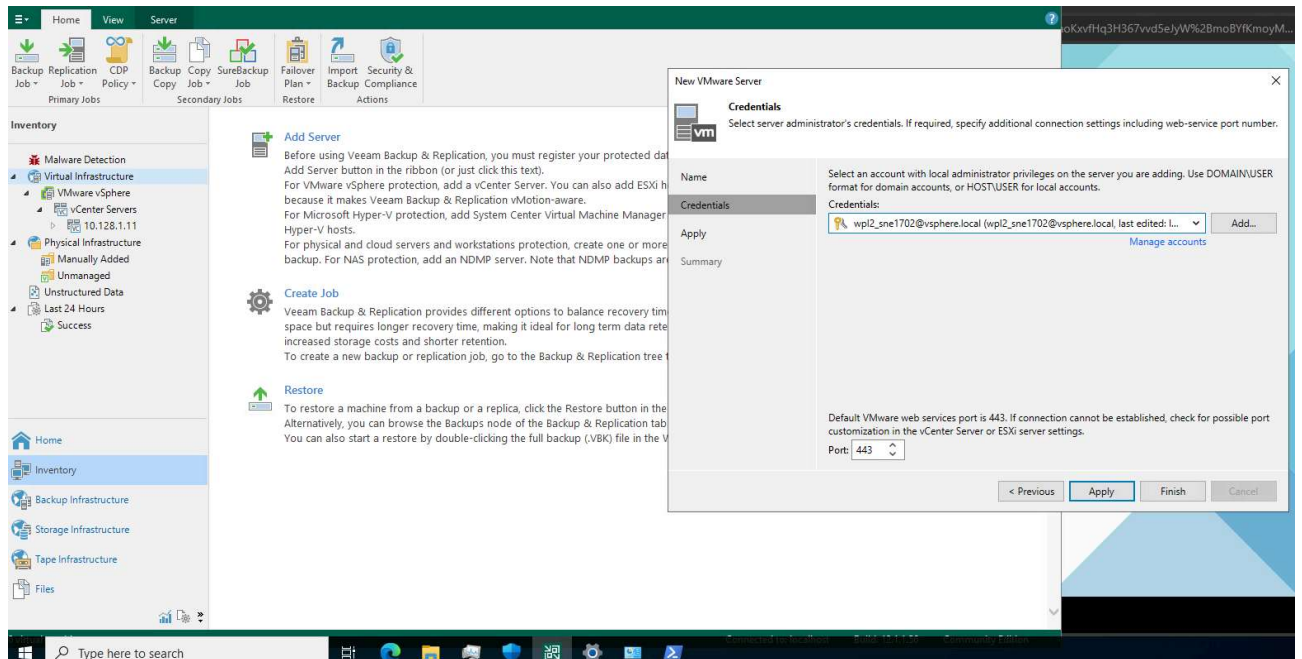 Home View Server
oKxvfHq3H367vvd5eJyW%2BmoBYfKmoyM...
Backup Job
Replication Job
CDP Policy
Backup Copy
Copy Job
SureBackup Job
Failover Plan
Import Backup
Security & Compliance
Primary Jobs
Secondary Jobs
Restore
Actions
Inventory
Malware Detection
Virtual Infrastructure
VMware vSphere
vCenter Servers
10.128.1.11
Physical Infrastructure
Manually Added
Unmanaged
Unstructured Data
Last 24 Hours
Success
Home
Inventory
Backup Infrastructure
Storage Infrastructure
Tape Infrastructure
Files
Add Server
Before using Veeam Backup & Replication, you must register your protected dat
Add Server button in the ribbon (or just click this text).
For VMware vSphere protection, add a vCenter Server. You can also add ESXi h
because it makes Veeam Backup & Replication vMotion-aware.
For Microsoft Hyper-V protection, add System Center Virtual Machine Manager
Hyper-V hosts.
For physical and cloud servers and workstations protection, create one or more
backup. For NAS protection, add an NDMP server. Note that NDMP backups are
Create Job
Veeam Backup & Replication provides different options to balance recovery tim
space but requires longer recovery time, making it ideal for long term data rete
increased storage costs and shorter retention.
To create a new backup or replication job, go to the Backup & Replication tree t
Restore
To restore a machine from a backup or a replica, click the Restore button in the
Alternatively, you can browse the Backups node of the Backup & Replication tab
You can also start a restore by double-clicking the full backup (.VBK) file in the V
New VMware Server
vm
Credentials
Select server administrator's credentials. If required, specify additional connection settings including web-service port number.
Name
Credentials
Apply
Summary
Select an account with local administrator privileges on the server you are adding. Use DOMAIN\USER
format for domain accounts, or HOST\USER for local accounts.
Credentials:
wpl2_sne1702@vsphere.local (wpl2_sne1702@vsphere.local, last edited: l... Add...
Manage accounts
Default VMware web services port is 443. If connection cannot be established, check for possible port
customization in the vCenter Server or ESXi server settings.
Port: 443
< Previous Apply Finish Cancel
Connected to: localhost
Community Edition
Type here to search